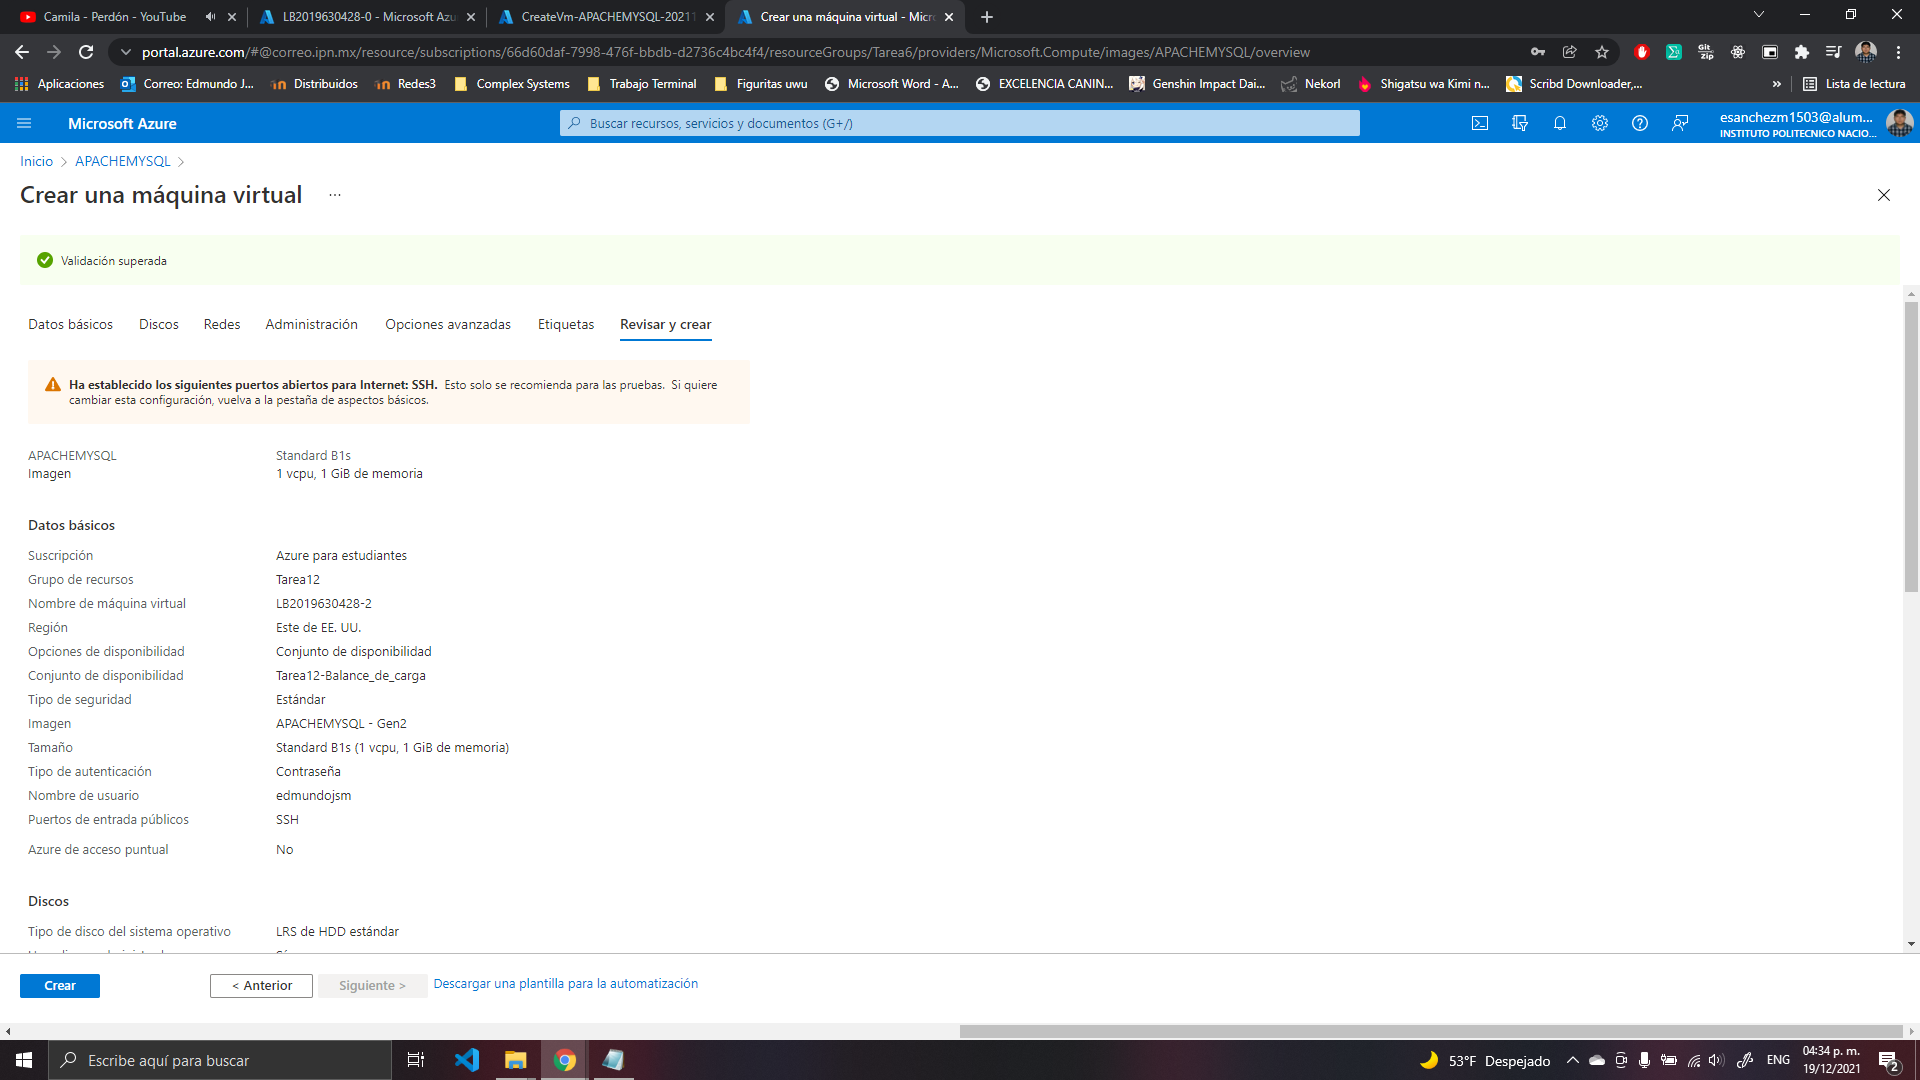 Camila - Perdón - YouTube
LB2019630428-0 - Microsoft Azu
CreateVm-APACHEMYSQL-20211
Crear una máquina virtual - Micr
portal.azure.com/#@correo.ipn.mx/resource/subscriptions/66d60daf-7998-476f-bbdb-d2736c4bc4f4/resourceGroups/Tarea6/providers/Microsoft.Compute/images/APACHEMYSQL/overview
Aplicaciones
Correo: Edmundo J...
Distribuidos
Redes3
Complex Systems
Trabajo Terminal
Figuritas uwu
Microsoft Word - A...
EXCELENCIA CANIN...
Genshin Impact Dai...
Nekorl
Shigatsu wa Kimi n...
Scribd Downloader,...
»
Lista de lectura
Microsoft Azure
Buscar recursos, servicios y documentos (G+/)
esanchezm1503@alum...
INSTITUTO POLITECNICO NACIO...
Inicio > APACHEMYSQL >
Crear una máquina virtual ...
Validación superada
Datos básicos Discos Redes Administración Opciones avanzadas Etiquetas Revisar y crear
Ha establecido los siguientes puertos abiertos para Internet: SSH. Esto solo se recomienda para las pruebas. Si quiere
cambiar esta configuración, vuelva a la pestaña de aspectos básicos.
APACHEMYSQL Standard B1s
Imagen 1 vcpu, 1 GiB de memoria
Datos básicos
Suscripción Azure para estudiantes
Grupo de recursos Tarea12
Nombre de máquina virtual LB2019630428-2
Región Este de EE. UU.
Opciones de disponibilidad Conjunto de disponibilidad
Conjunto de disponibilidad Tarea12-Balance_de_carga
Tipo de seguridad Estándar
Imagen APACHEMYSQL - Gen2
Tamaño Standard B1s (1 vcpu, 1 GiB de memoria)
Tipo de autenticación Contraseña
Nombre de usuario edmundojsm
Puertos de entrada públicos SSH
Azure de acceso puntual No
Discos
Tipo de disco del sistema operativo LRS de HDD estándar
Crear
< Anterior
Siguiente >
Descargar una plantilla para la automatización
Escribe aquí para buscar
53°F Despejado
ENG
04:34 p. m.
19/12/2021
2